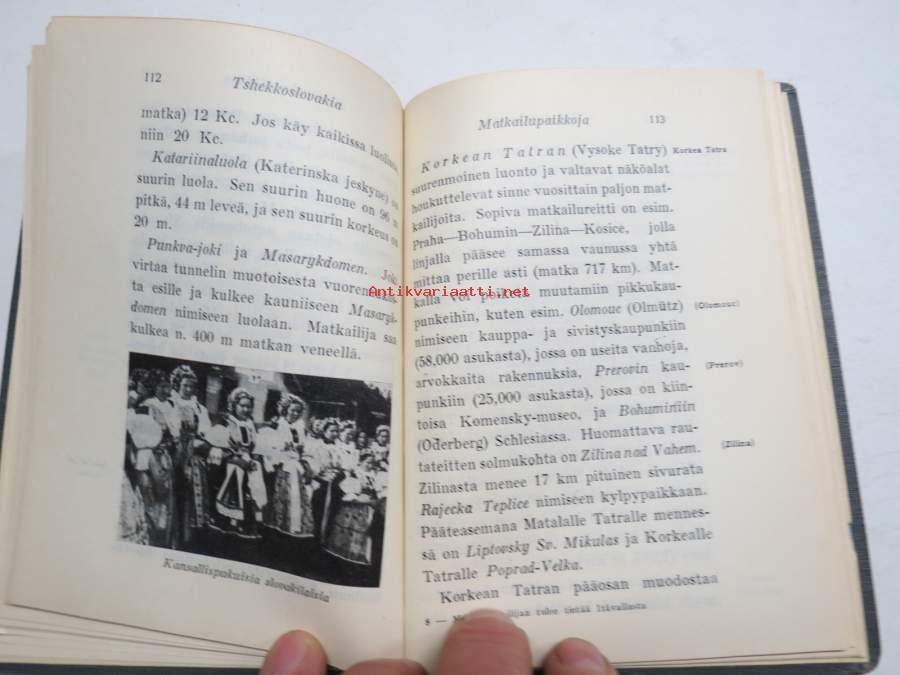 112
Tshekkoslovakia
matka) 12 Kc. Jos käy kaikissa
niin 20 Kc.
Katariinaluola (Katerinska jeskyne) on
suurin luola. Sen suurin huone on 96 m
pitkä, 44 m leveä, ja sen suurin korkeus on
20 m.
Punkva-joki ja Masarykdomen. Joki
virtaa tunnelin muotoisesta
ta esille ja kulkee kauniiseen Masaryk-
domen nimiseen luolaan. Matkailija saa
kulkea n. 400 m matkan veneellä.
Kansallispukuisia slovakilaisia
Matkailupaikkoja
113
Korkean Tatran (Vysoke Tatry)
Korkea Tatra
suurenmoinen luonto ja valtavat näköalat
houkuttelevat sinne vuosittain paljon mat-
kailijoita. Sopiva matkailureitti on esim.
Praha—Bohumin—Zilina—Kosice, jolla
linjalla pääsee samassa vaunussa yhtä
mittaa perille asti (matka 717 km). Mat-
kalla voi muutamiin pikkukau-
punkeihin, kuten esim. Olomouc (Olmütz)
(Olomouc)
nimiseen kauppa- ja sivistyskaupunkiin
(58,000 asukasta), jossa on useita vanhoja,
arvokkaita rakennuksia, Prerovin kau-
(Prerov)
punkiin (25,000 asukasta), jossa on kiin-
toisa Komensky-museo, ja Bohuminiin
(Oderberg) Schlesiassa. Huomattava rau-
tateitten solmukohta on Zilina nad Vahem.
(Zilina)
Zilinasta menee 17 km pituinen sivurata
Rajecka Teplice nimiseen kylpypaikkaan.
Pääteasemana Matalalle Tatralle mennes-
sä on Liptovsky Sv. Mikulas ja Korkealle
Tatralle Poprad-Velka.
Korkean Tatran pääosan muodostaa
8 — tulee tietää Itävallasta
Antikvariaatti.net